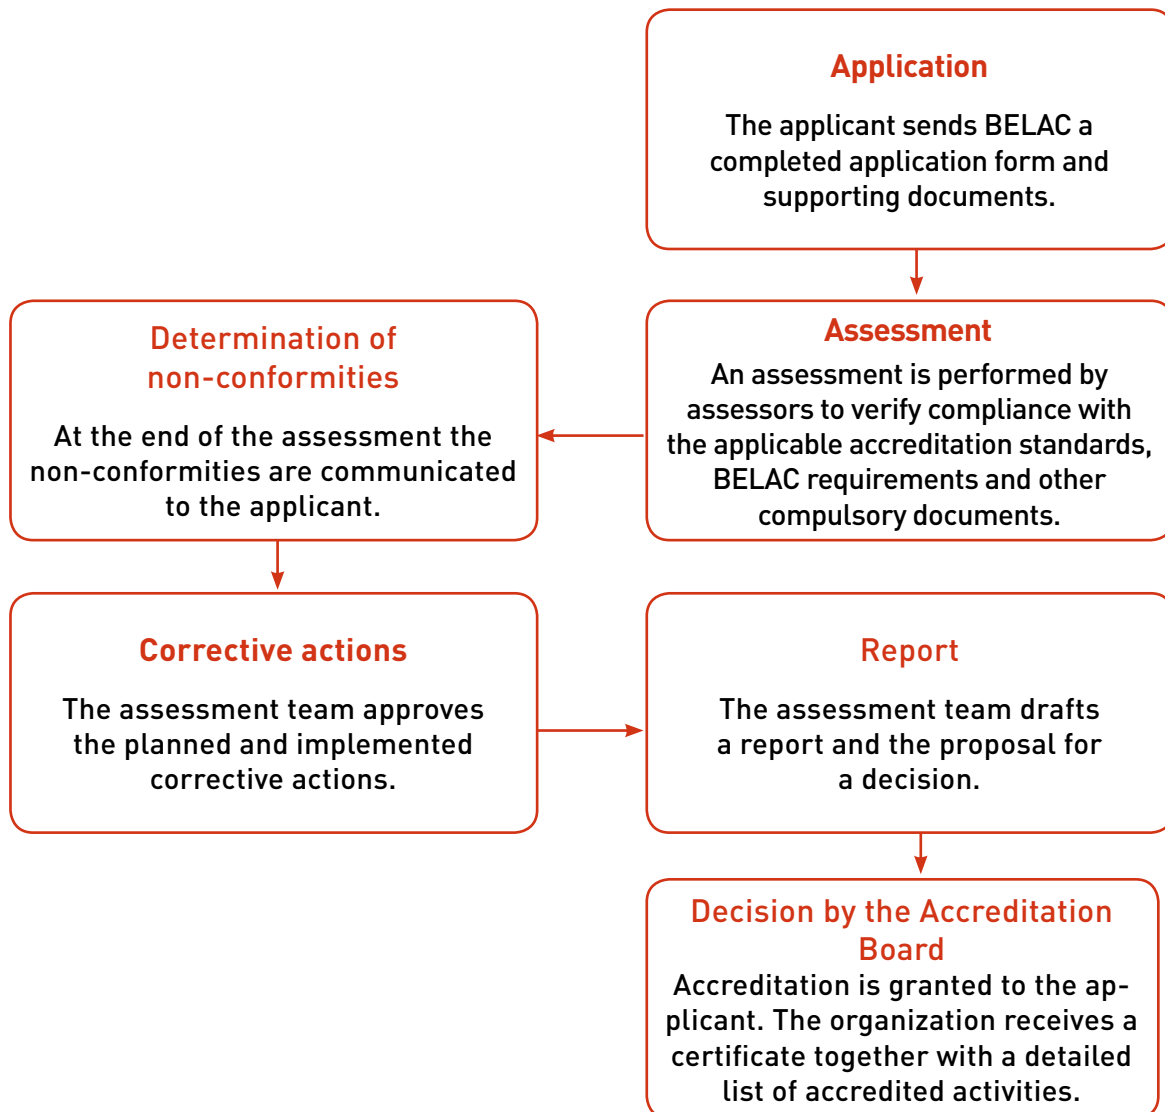 Application
The applicant sends BELAC a
completed application form and
supporting documents.
Assessment
An assessment is performed by
assessors to verify compliance with
the applicable accreditation standards,
BELAC requirements and other
compulsory documents.
Determination of
non-conformities
At the end of the assessment the
non-conformities are communicated
to the applicant.
Corrective actions
The assessment team approves
the planned and implemented
corrective actions.
Report
The assessment team drafts
a report and the proposal for
a decision.
Decision by the Accreditation
Board
Accreditation is granted to the ap-
plicant. The organization receives a
certificate together with a detailed
list of accredited activities.